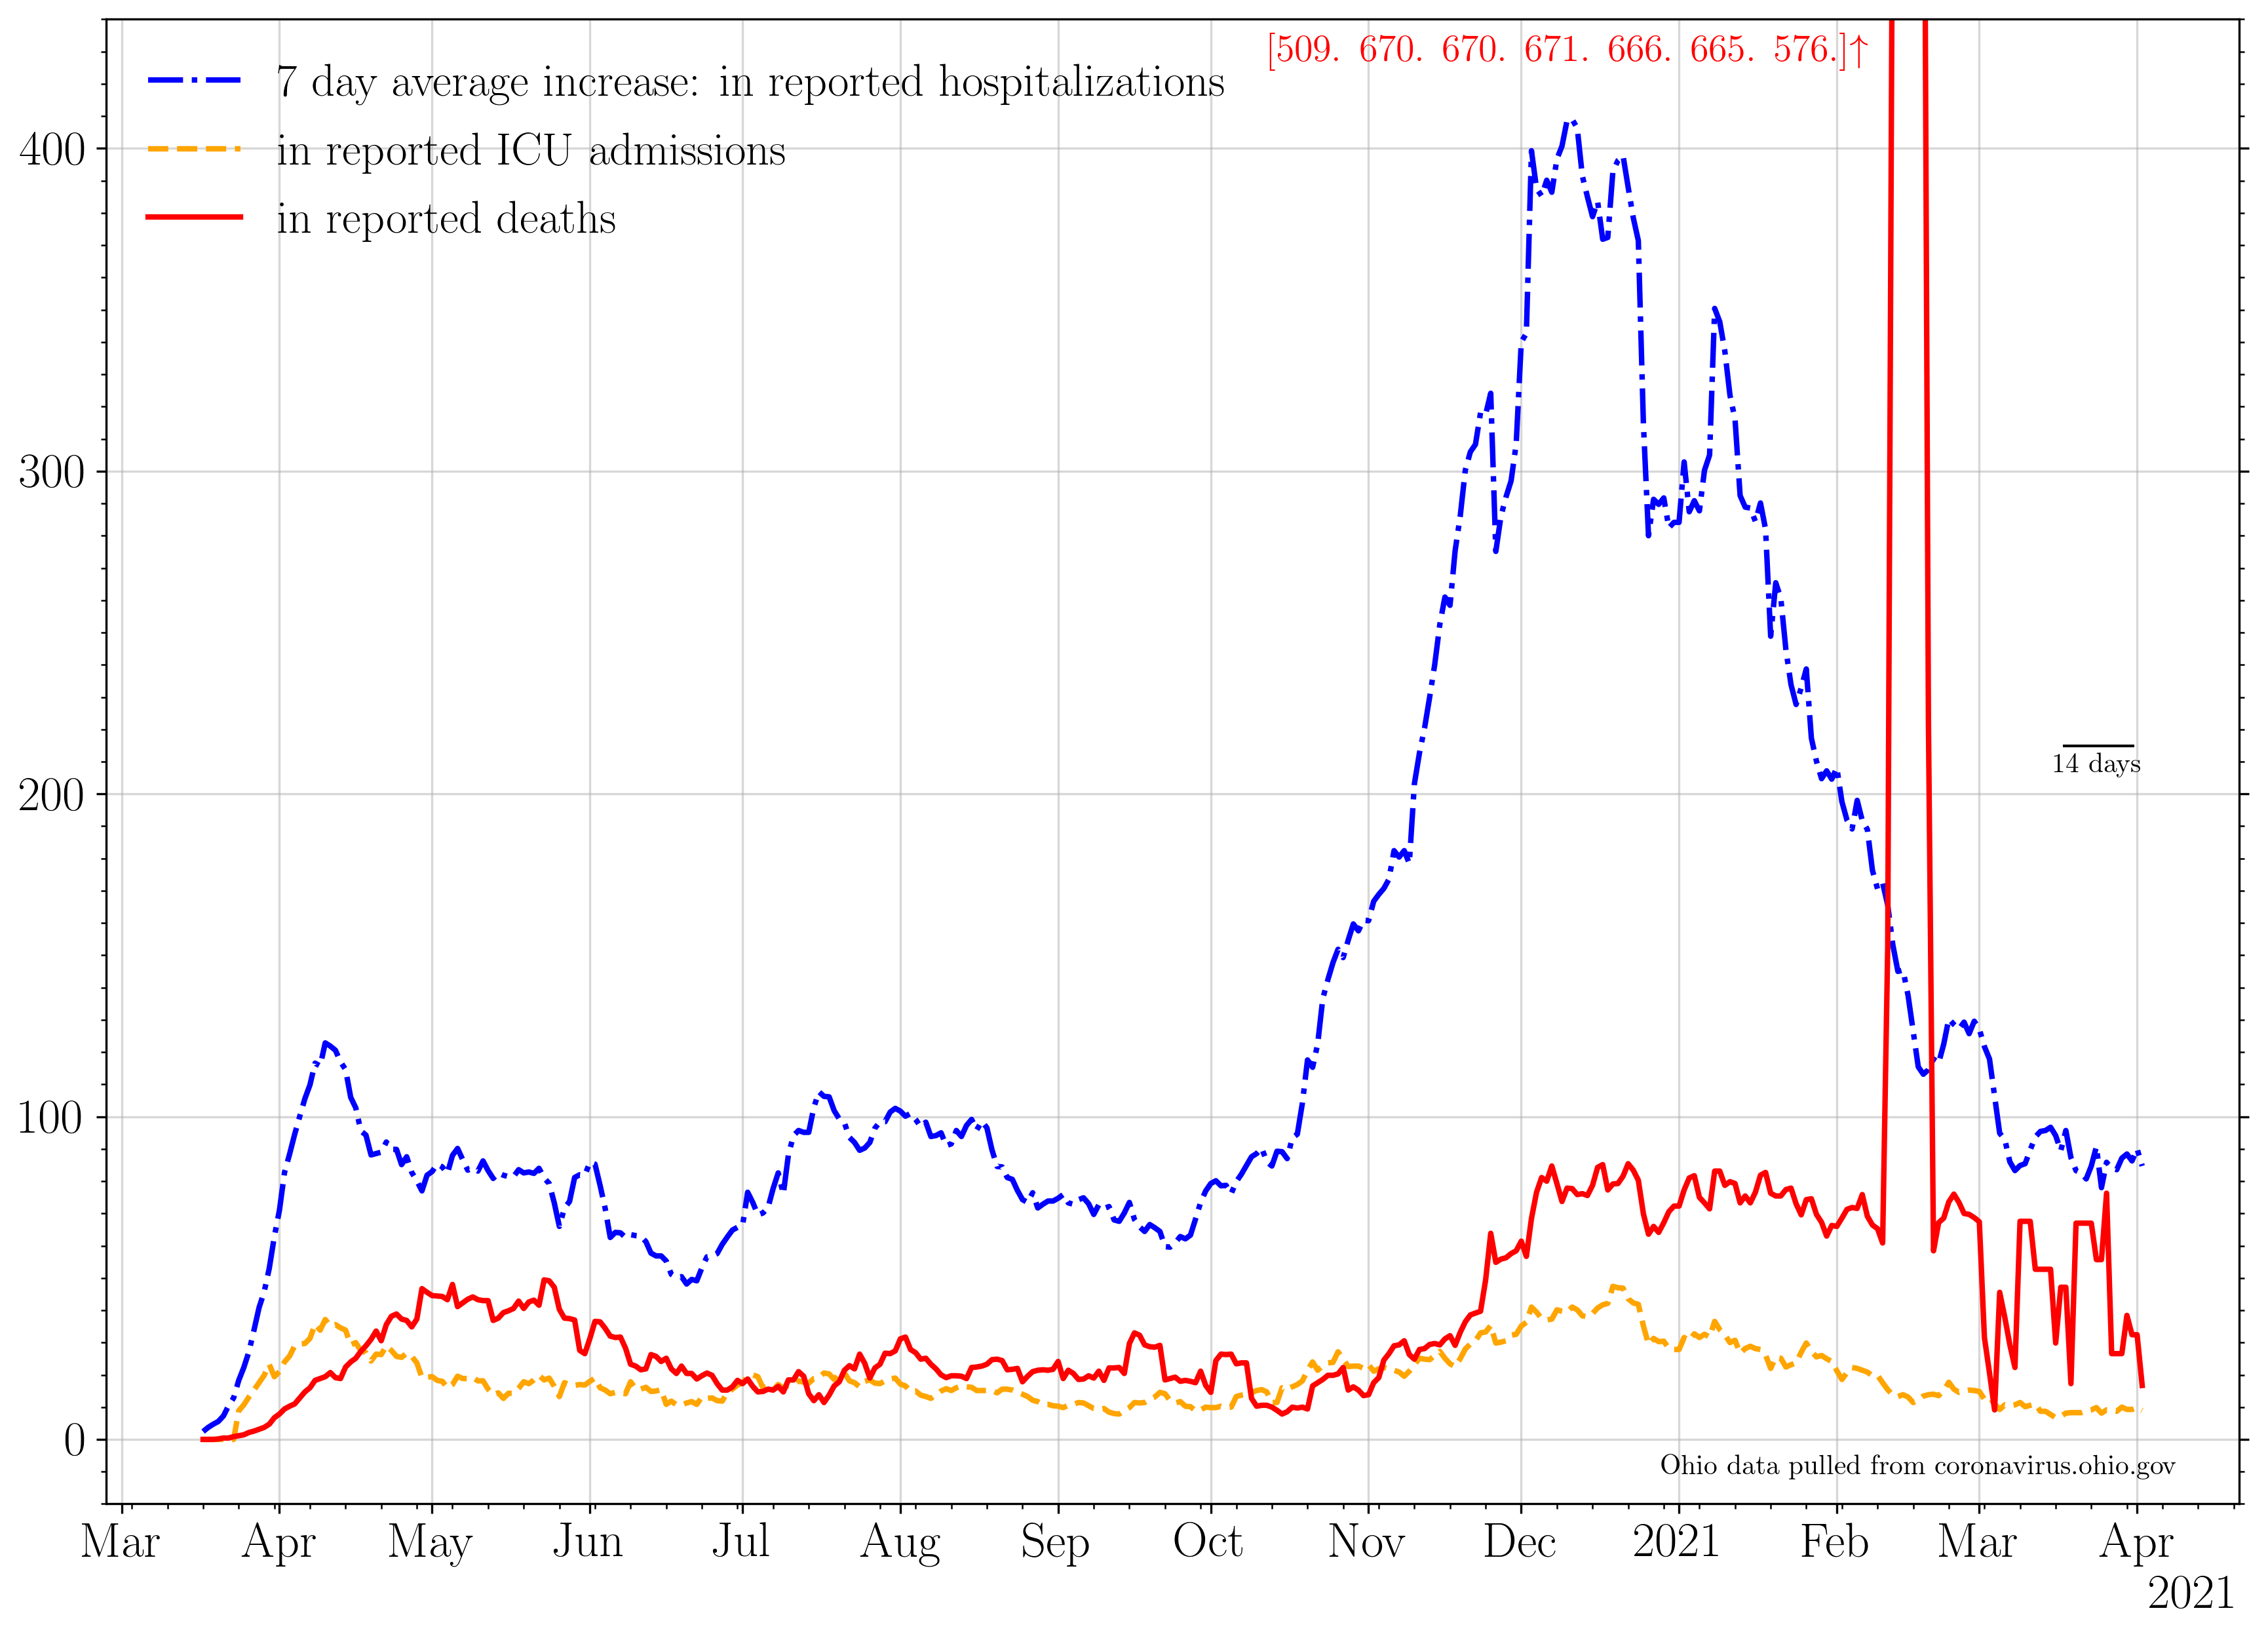 [509. 670. 670. 671. 666. 665. 576.]↑
7 day average increase: in reported hospitalizations
in reported ICU admissions
in reported deaths
400
300
200
100
0
14 days
Ohio data pulled from coronavirus.ohio.gov
Mar Apr May Jun Jul Aug Sep Oct Nov Dec 2021 Feb Mar Apr
2021